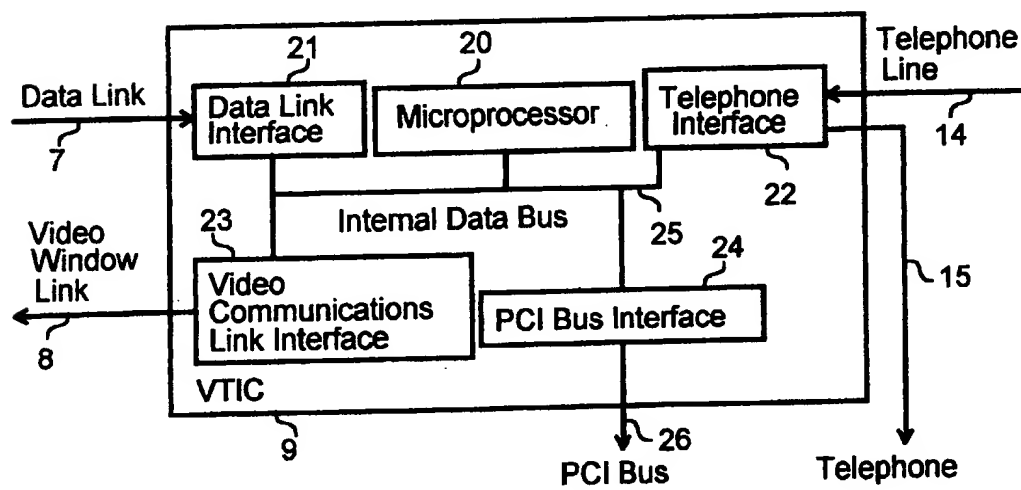 21
20
Telephone
Line
Data Link
7
Data Link
Interface
Microprocessor
Telephone
Interface
14
22
Internal Data Bus
25
23
24
15
Video
Window
Link
8
Video
Communications
Link Interface
PCI Bus Interface
VTIC
9
26
PCI Bus
Telephone